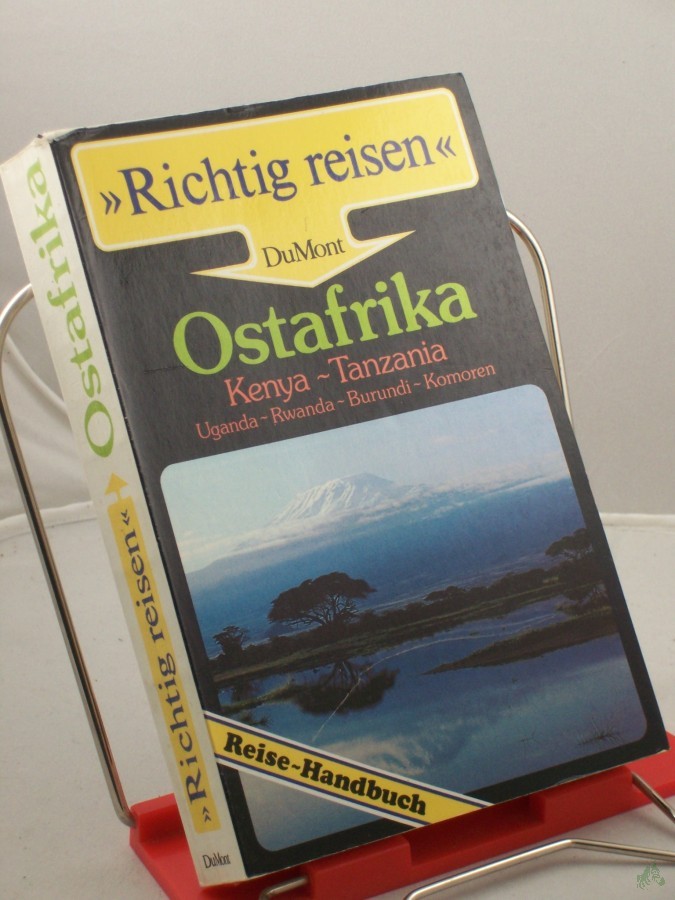 »Richtig reisen«
DuMont
Ostafrika
Kenya ~ Tanzania
Uganda ~ Rwanda ~ Burundi ~ Komoren
Reise~Handbuch
Ostafrika
»Richtig reisen«
DuMont